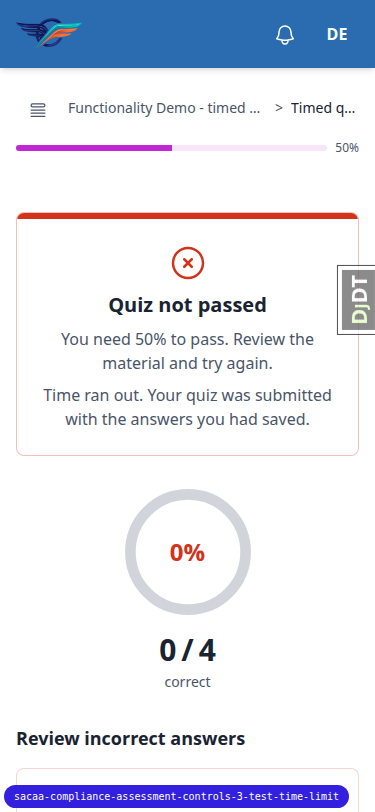 DE
Functionality Demo - timed ... > Timed q...
50%
Quiz not passed
You need 50% to pass. Review the
material and try again.
Time ran out. Your quiz was submitted
with the answers you had saved.
DJDT
0%
0/4
correct
Review incorrect answers
sacaa-compliance-assessment-controls-3-test-time-limit